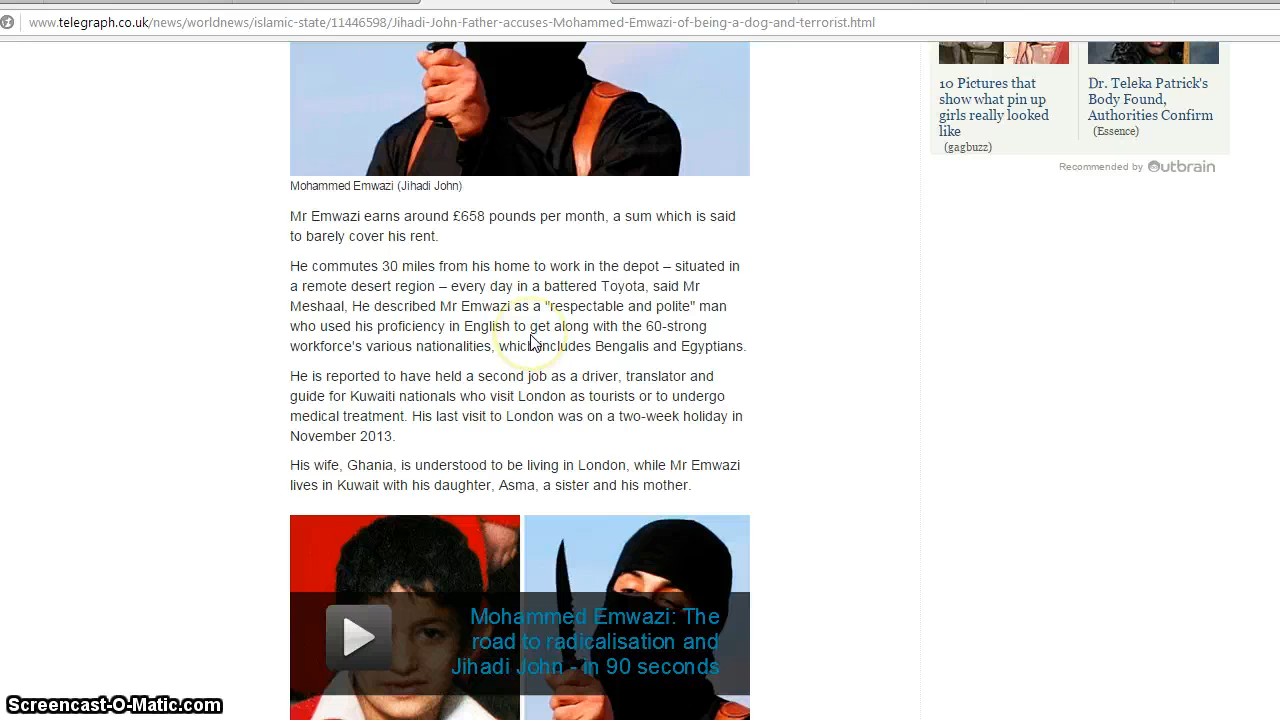 www.telegraph.co.uk/news/worldnews/islamic-state/11446598/Jihadi-John-Father-accuses-Mohammed-Emwazi-of-being-a-dog-and-terrorist.html
10 Pictures that
show what pin up
girls really looked
like
(gagbuzz)
Dr. Teleka Patrick's
Body Found,
Authorities Confirm
(Essence)
Recommended by Outbrain
Mohammed Emwazi (Jihadi John)
Mr Emwazi earns around £658 pounds per month, a sum which is said
to barely cover his rent.
He commutes 30 miles from his home to work in the depot – situated in
a remote desert region – every day in a battered Toyota, said Mr
Meshaal, He described Mr Emwazi as a "respectable and polite" man
who used his proficiency in English to get along with the 60-strong
workforce's various nationalities, which includes Bengalis and Egyptians.
He is reported to have held a second job as a driver, translator and
guide for Kuwaiti nationals who visit London as tourists or to undergo
medical treatment. His last visit to London was on a two-week holiday in
November 2013.
His wife, Ghania, is understood to be living in London, while Mr Emwazi
lives in Kuwait with his daughter, Asma, a sister and his mother.
Mohammed Emwazi: The
road to radicalisation and
Jihadi John - in 90 seconds
Screencast-O-Matic.com